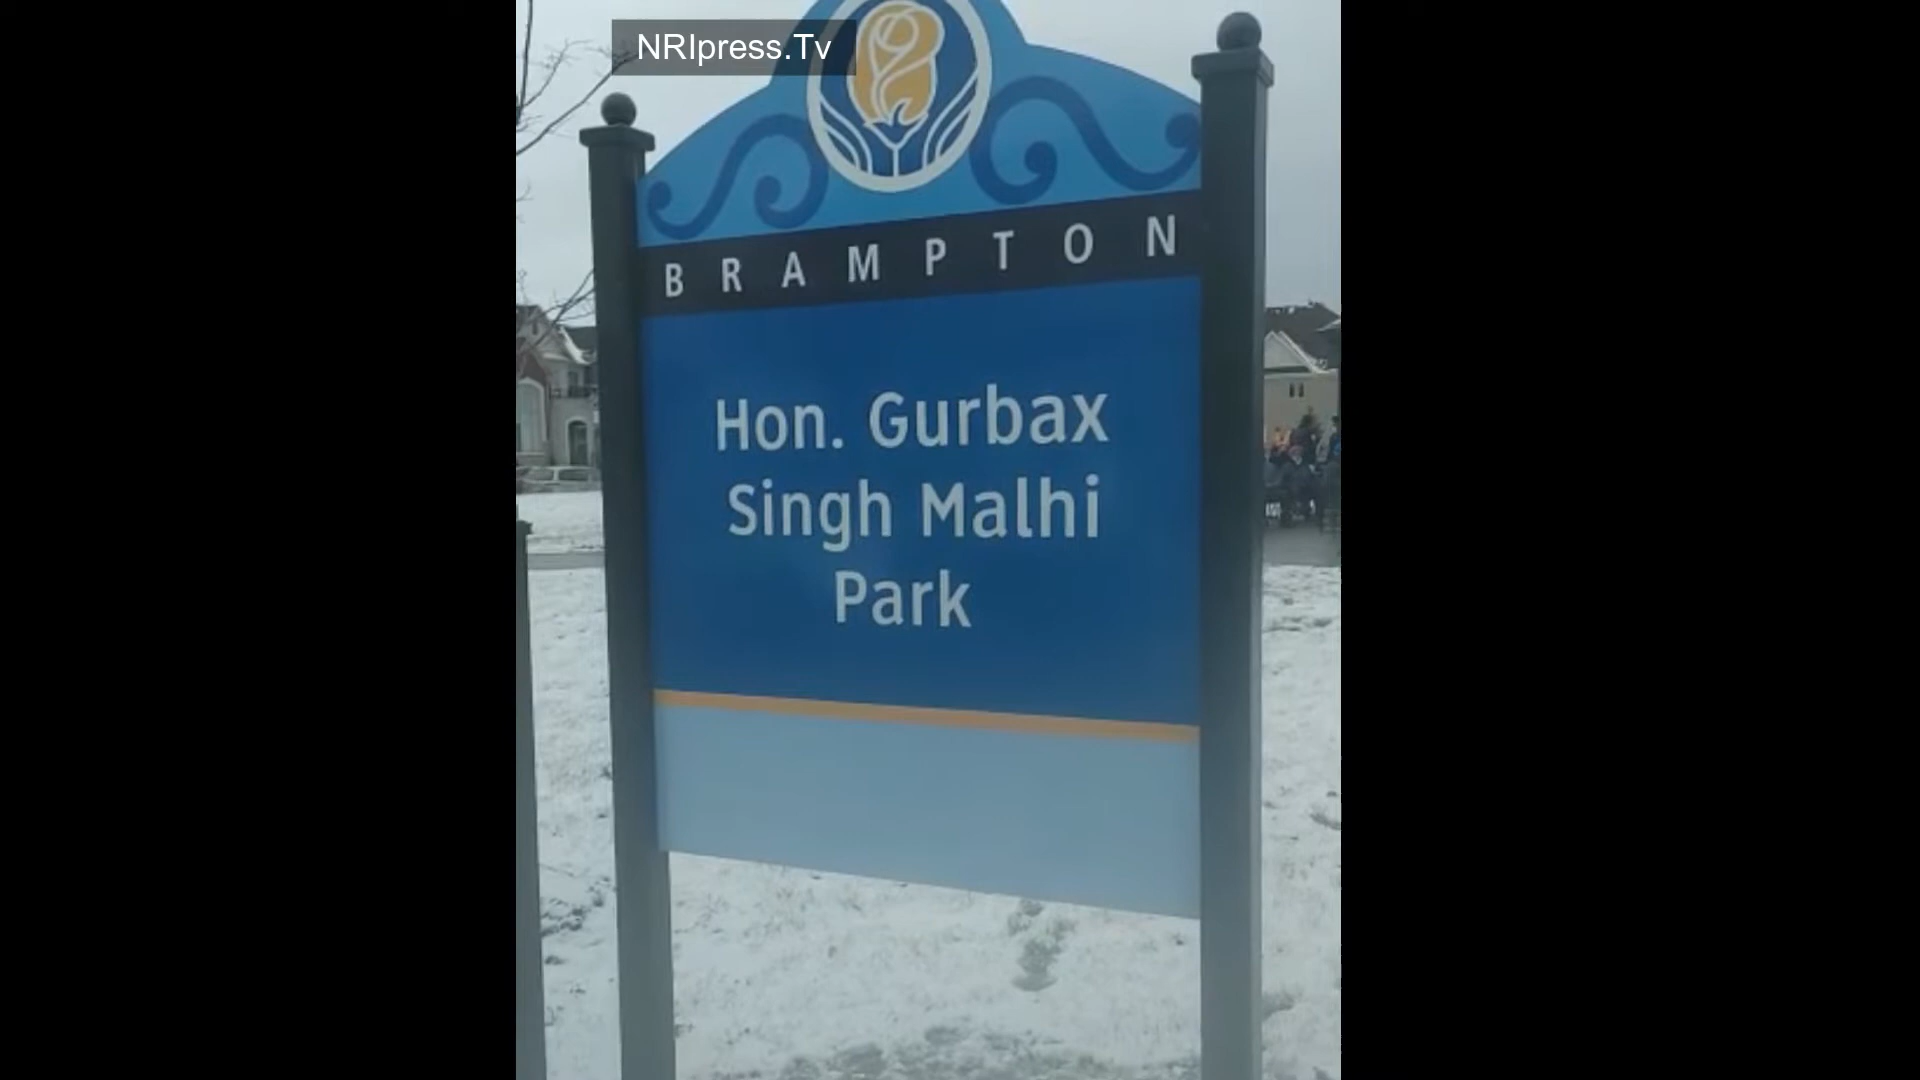 NRIpress.Tv
BRAMPTON
Hon. Gurbax
Singh Malhi
Park